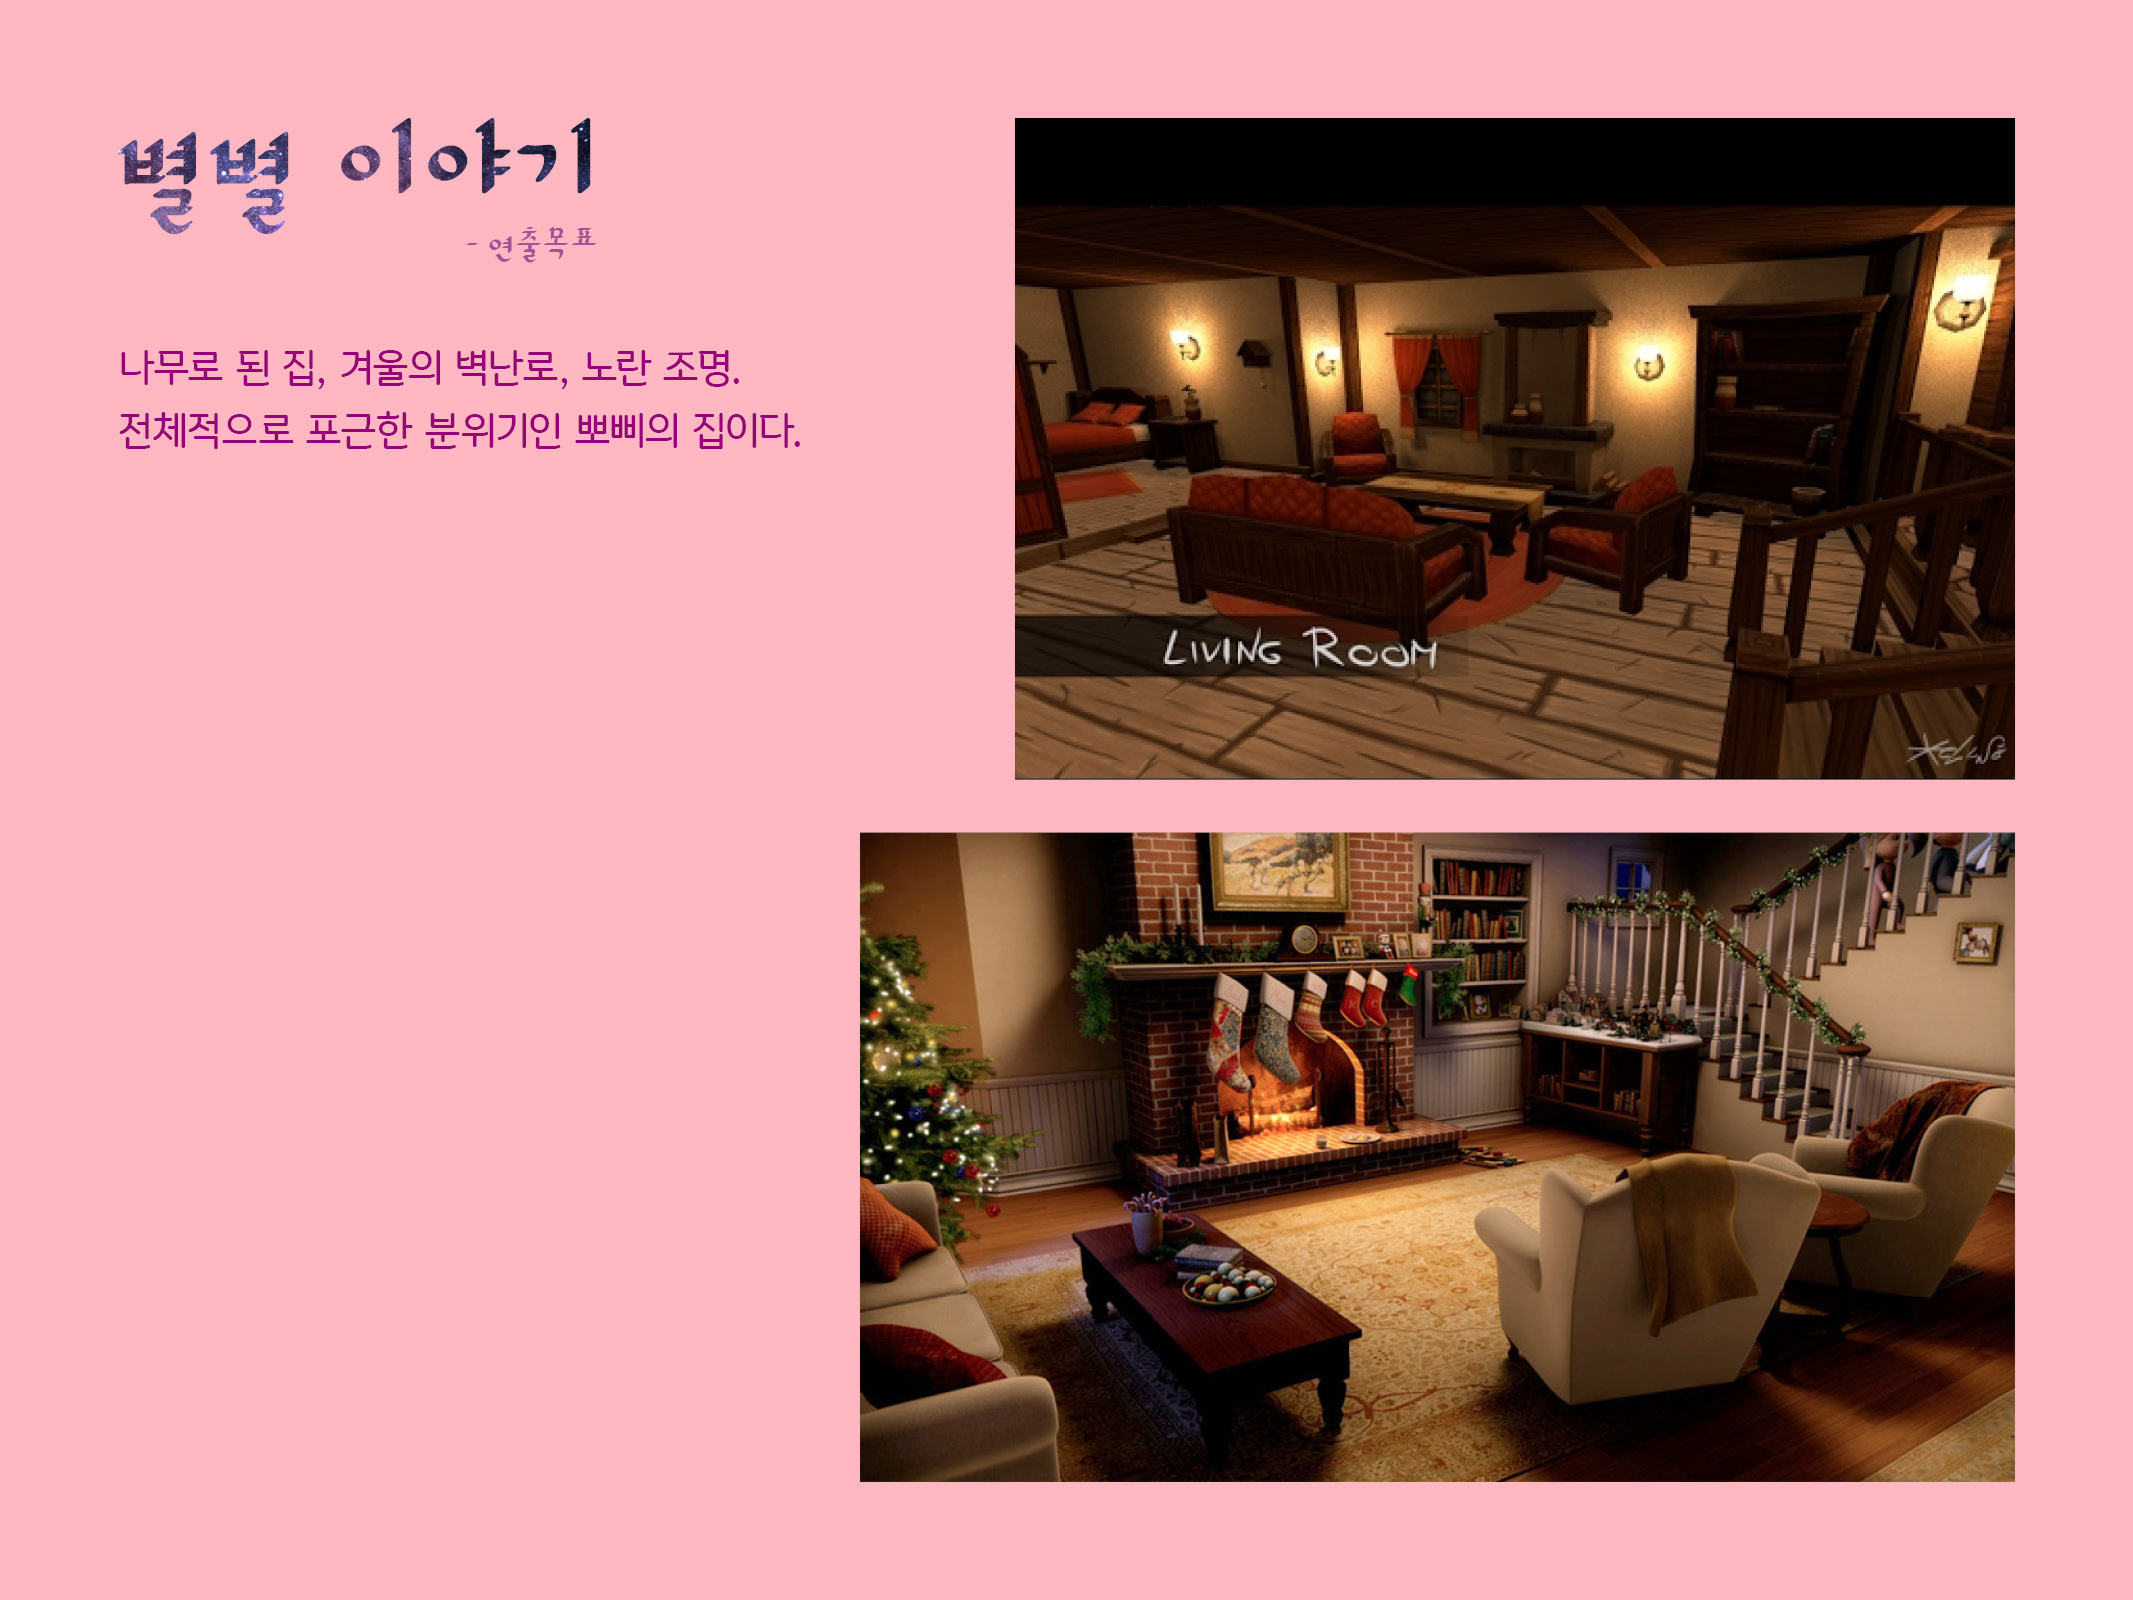 별별 이야기
- 연출목표
나무로 된 집, 겨울의 벽난로, 노란 조명.
전체적으로 포근한 분위기인 뽀삐의 집이다.
LIVING ROOM